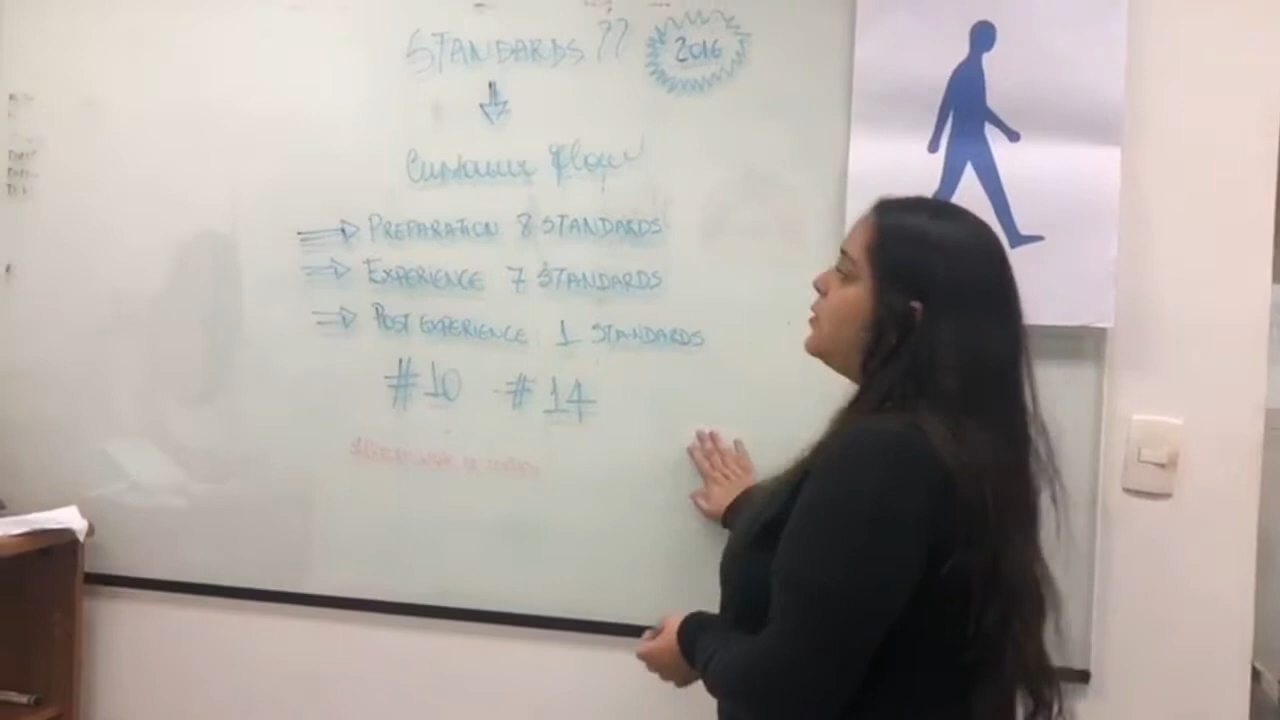 STANDARDS ?? 2016
Customer Flow
PREPARATION 8 STANDARDS
EXPERIENCE 7 STANDARDS
POST EXPERIENCE 1 STANDARDS
#10 #14